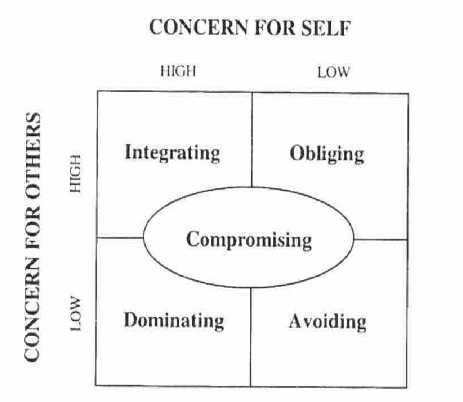 CONCERN FOR SELF
HIGH LOW
CONCERN FOR OTHERS
HIGH
LOW
Integrating Obliging
Compromising
Dominating Avoiding